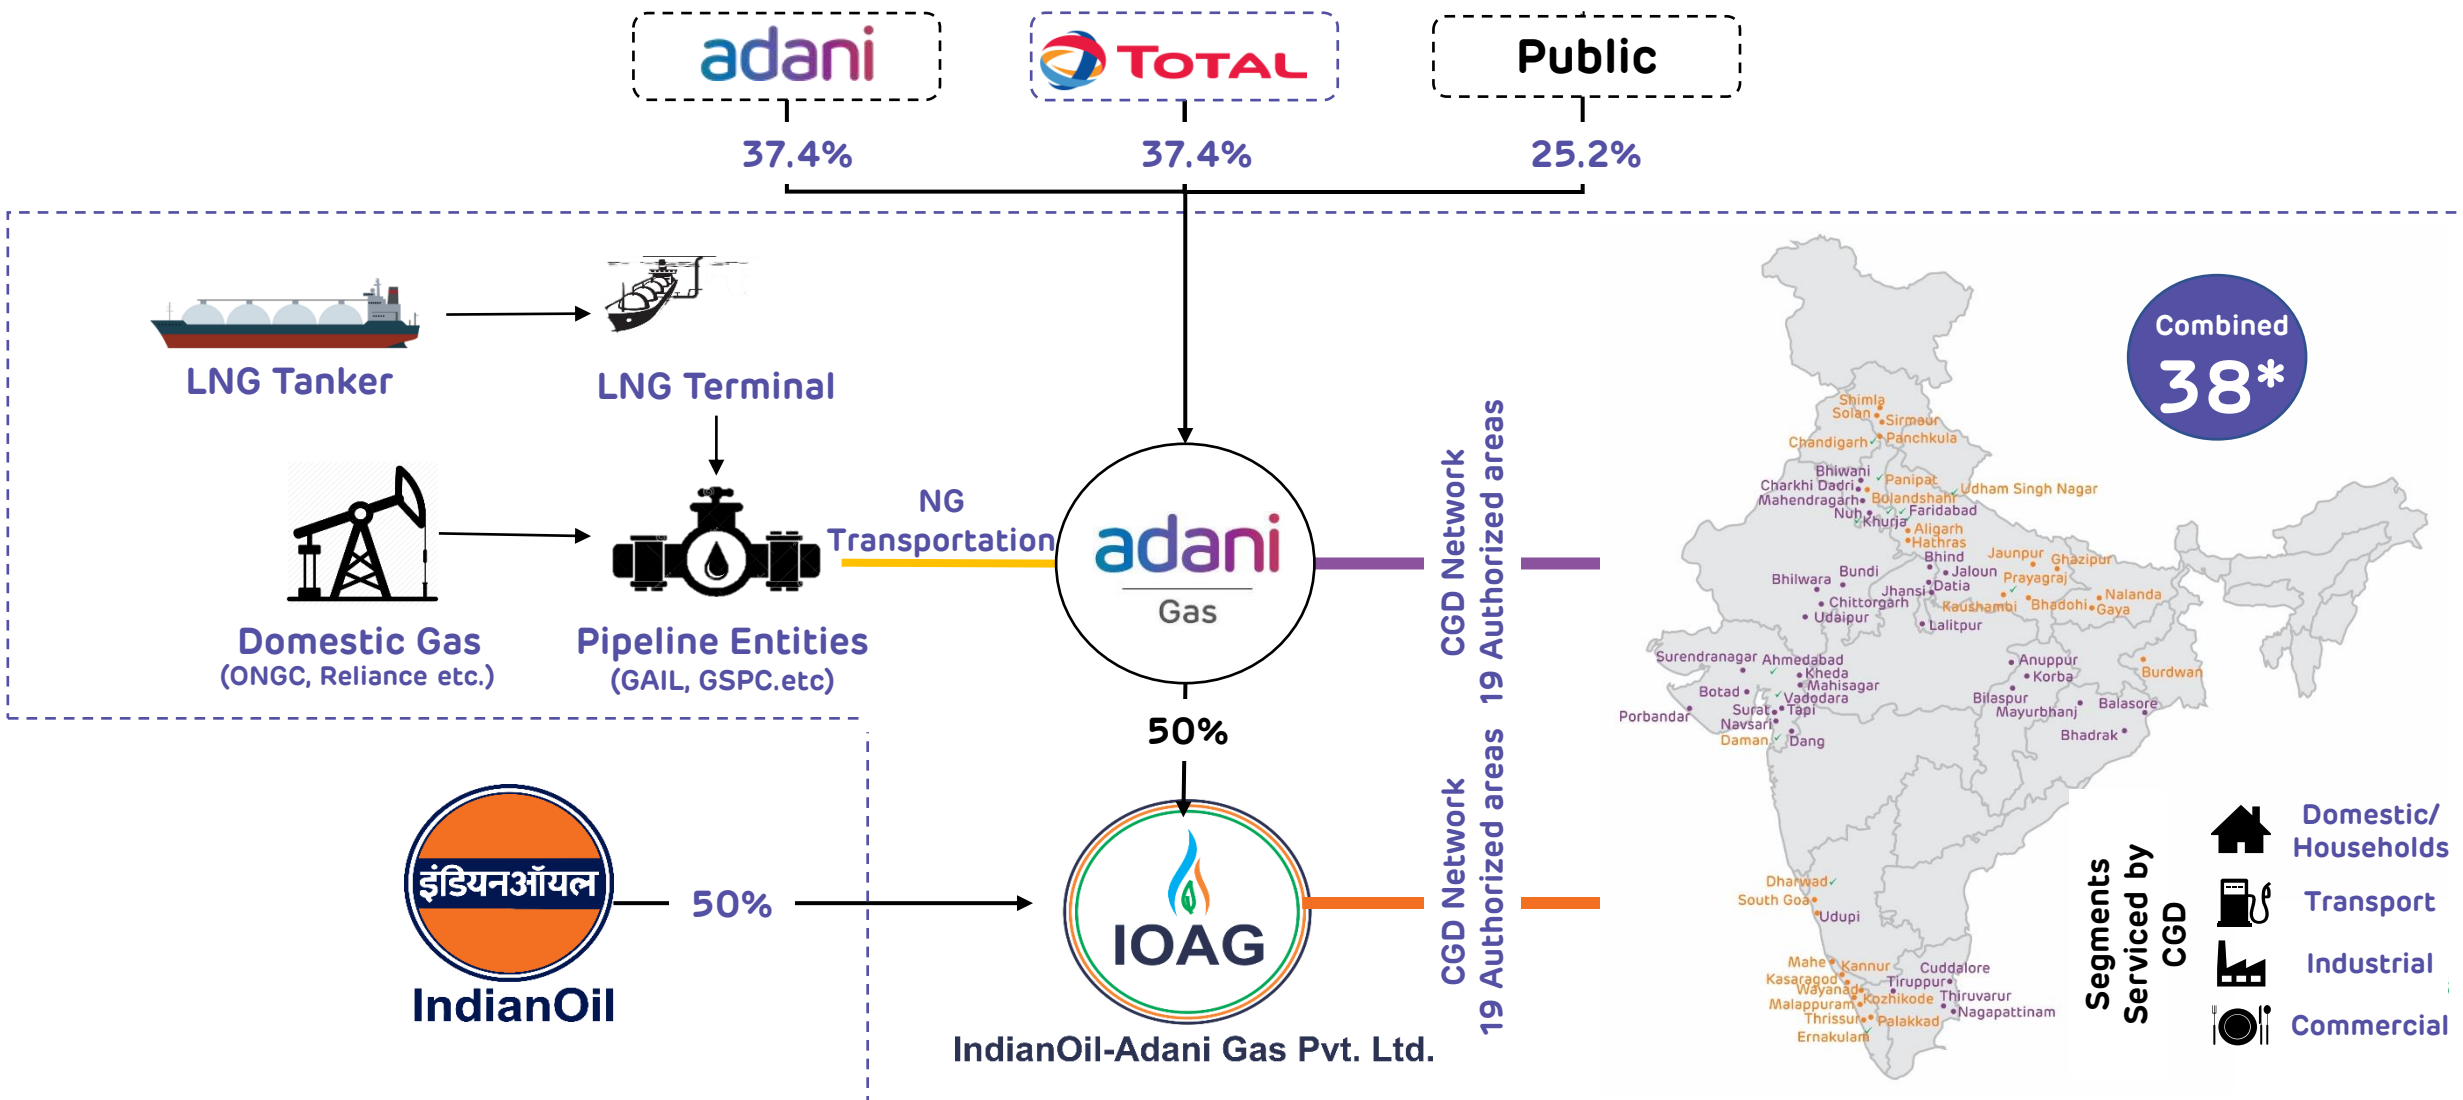 adani
TOTAL
Public
37.4%
37.4%
25.2%
LNG Tanker
LNG Terminal
Domestic Gas
(ONGC, Reliance etc.)
Pipeline Entities
(GAIL, GSPC.etc)
NG
Transportation
adani
Gas
50%
इंडियनऑयल
IndianOil
50%
IOAG
IndianOil-Adani Gas Pvt. Ltd.
CGD Network
19 Authorized areas
CGD Network
19 Authorized areas
Combined
38*
Shimla
Solan
Sirmaur
Chandigarh
Panchkula
Bhiwani
Panipat
Charkhi Dadri
Udham Singh Nagar
Mahendragarh
Bulandshahr
Nuh
Faridabad
Khurja
Aligarh
Hathras
Bhind
Jaunpur
Ghazipur
Jaloun
Bundi
Bhilwara
Prayagraj
Jhansi
Datia
Nalanda
Chittorgarh
Kaushambi
Bhadohi
Gaya
Udaipur
Lalitpur
Surendranagar
Ahmedabad
Anuppur
Kheda
Korba
Burdwan
Mahisagar
Botad
Vadodara
Bilaspur
Surat
Tapi
Mayurbhanj
Balasore
Porbandar
Navsari
Daman
Dang
Bhadrak
Dharwad
South Goa
Udupi
Mahe
Kannur
Cuddalore
Kasaragod
Tiruppur
Wayanad
Kozhikode
Thiruvarur
Malappuram
Nagapattinam
Thrissur
Palakkad
Ernakulam
Segments
Serviced by
CGD
Domestic/
Households
Transport
Industrial
Commercial